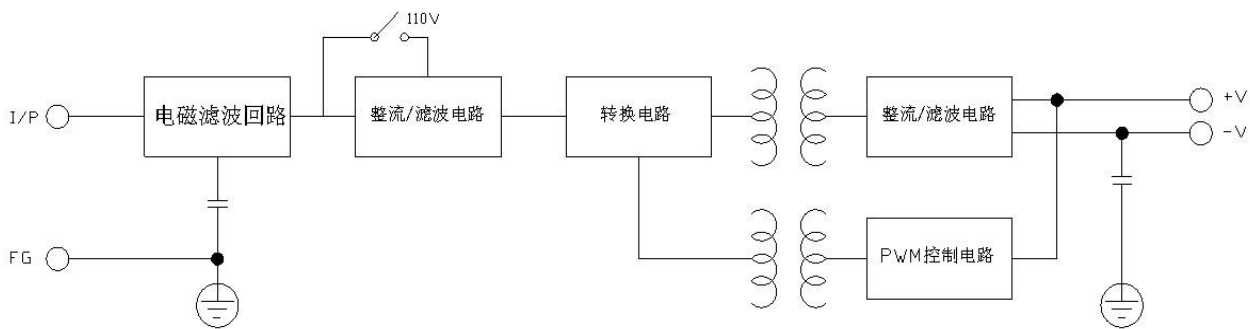 110V
I/P
电磁滤波回路
整流/滤波电路
转换电路
整流/滤波电路
+V
-V
FG
PWM控制电路